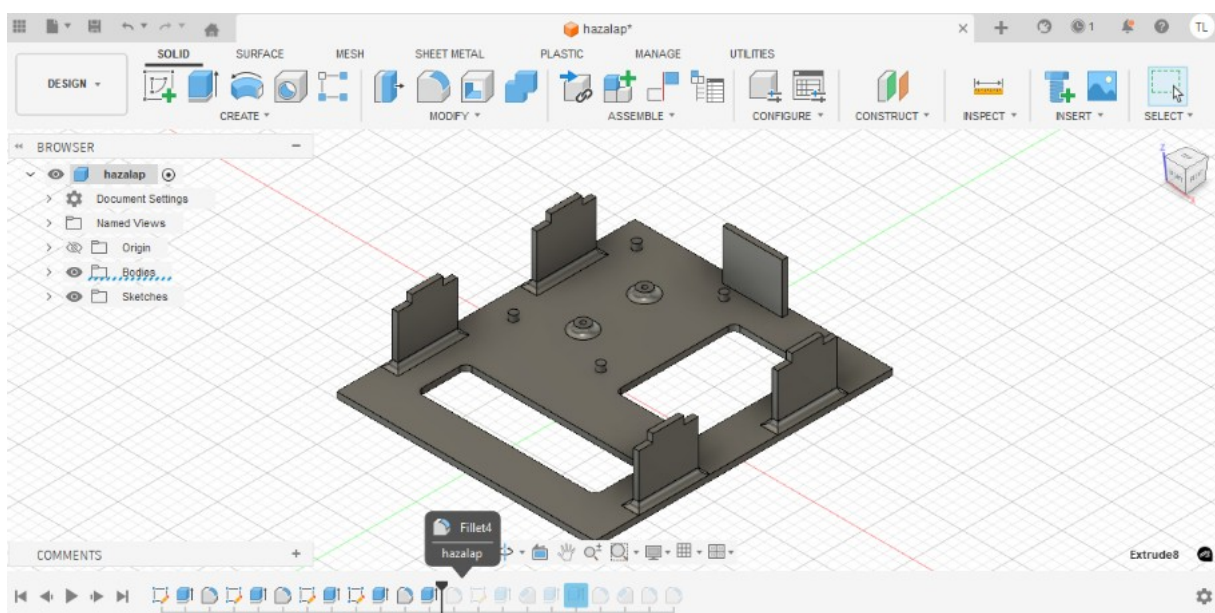 hazalap*
1
TL
SOLID SURFACE MESH SHEET METAL PLASTIC MANAGE UTILITIES
DESIGN
CREATE MODIFY ASSEMBLE CONFIGURE CONSTRUCT INSPECT INSERT SELECT
BROWSER
hazalap
Document Settings
Named Views
Origin
Bodies
Sketches
Z
X
Fillet4
hazalap
COMMENTS
Extrude8